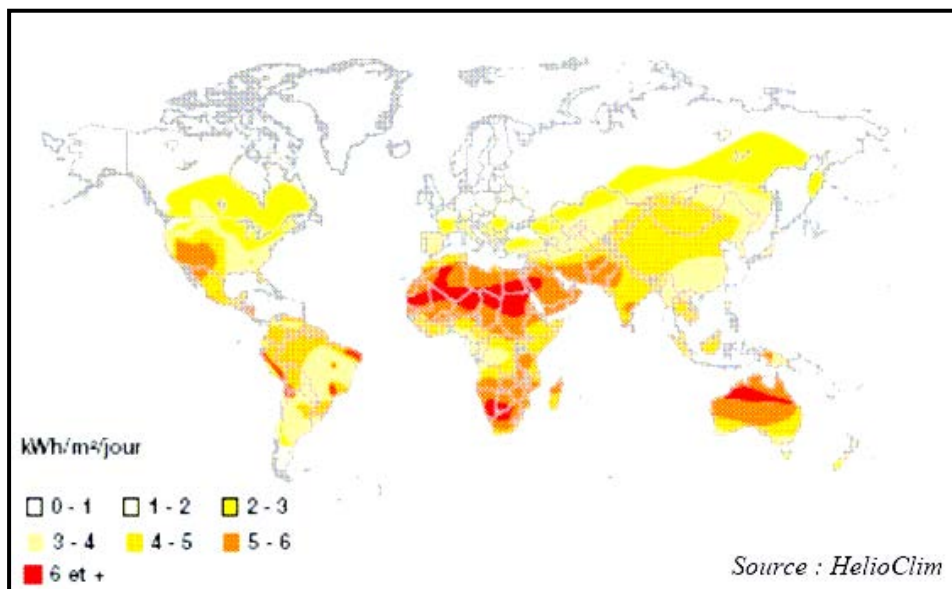 kWh/m²/jour
0 - 1 1 - 2 2 - 3
3 - 4 4 - 5 5 - 6
6 et +
Source : HelioClim